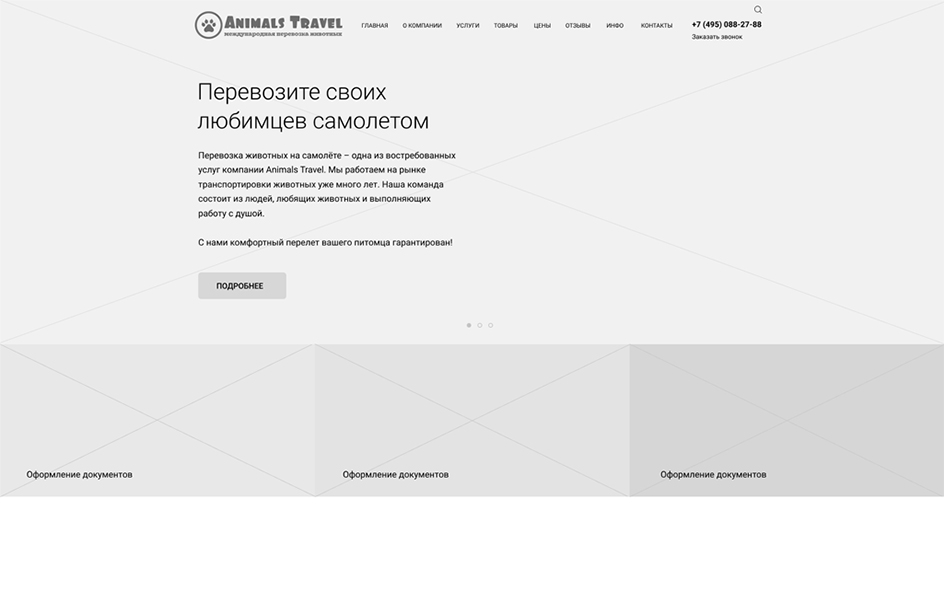 ANIMALS TRAVEL
международная перевозка животных
ГЛАВНАЯ О КОМПАНИИ УСЛУГИ ТОВАРЫ ЦЕНЫ ОТЗЫВЫ ИНФО КОНТАКТЫ
+7 (495) 088-27-88
Заказать звонок
Перевозите своих
любимцев самолетом
Перевозка животных на самолёте – одна из востребованных
услуг компании Animals Travel. Мы работаем на рынке
транспортировки животных уже много лет. Наша команда
состоит из людей, любящих животных и выполняющих
работу с душой.
С нами комфортный перелет вашего питомца гарантирован!
ПОДРОБНЕЕ
Оформление документов
Оформление документов
Оформление документов